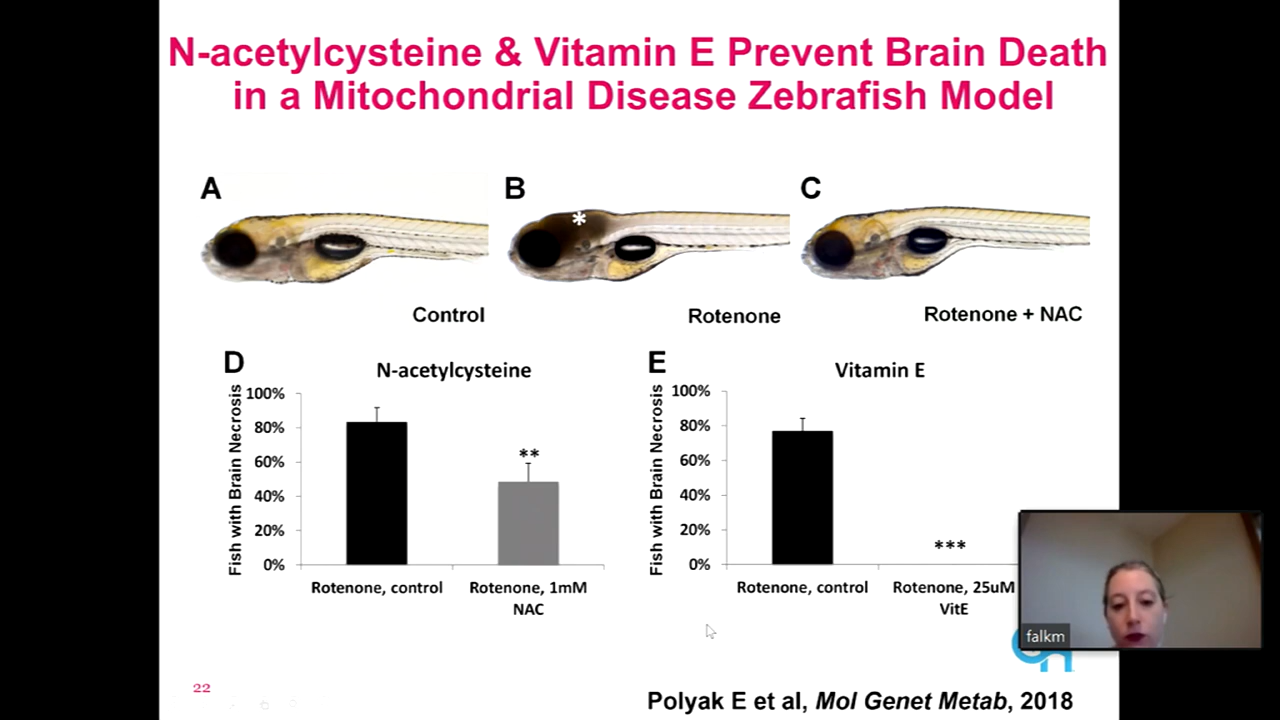 N-acetylcysteine & Vitamin E Prevent Brain Death
in a Mitochondrial Disease Zebrafish Model
A
B
C
*
Control
Rotenone
Rotenone + NAC
D
N-acetylcysteine
Fish with Brain Necrosis
100%
80%
60%
40%
20%
0%
**
Rotenone, control
Rotenone, 1mM
NAC
E
Vitamin E
Fish with Brain Necrosis
100%
80%
60%
40%
20%
0%
***
Rotenone, control
Rotenone, 25uM
VitE
falkm
22
Polyak E et al, Mol Genet Metab, 2018